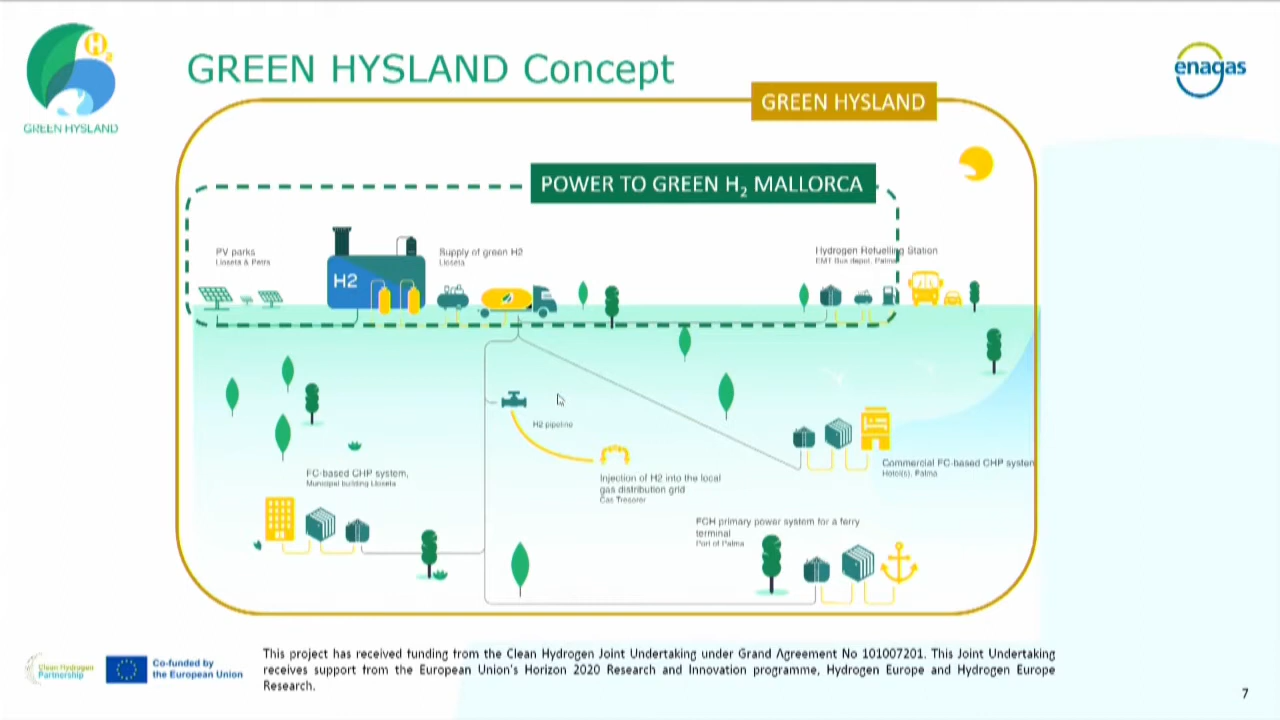 H2
GREEN HYSLAND
GREEN HYSLAND Concept
enagas
GREEN HYSLAND
POWER TO GREEN H2 MALLORCA
PV parks
Lloseta & Petra
H2
Supply of green H2
Lloseta
Hydrogen Refuelling Station
EMT Bus depot, Palma
H2 pipeline
Injection of H2 into the local
gas distribution grid
Cas Tresorer
Commercial FC-based CHP system
Hotel(s), Palma
FC-based CHP system,
Municipal building Lloseta
FCH primary power system for a ferry
terminal
Port of Palma
Clean Hydrogen
Partnership
Co-funded by
the European Union
This project has received funding from the Clean Hydrogen Joint Undertaking under Grand Agreement No 101007201. This Joint Undertaking
receives support from the European Union's Horizon 2020 Research and Innovation programme, Hydrogen Europe and Hydrogen Europe
Research.
7